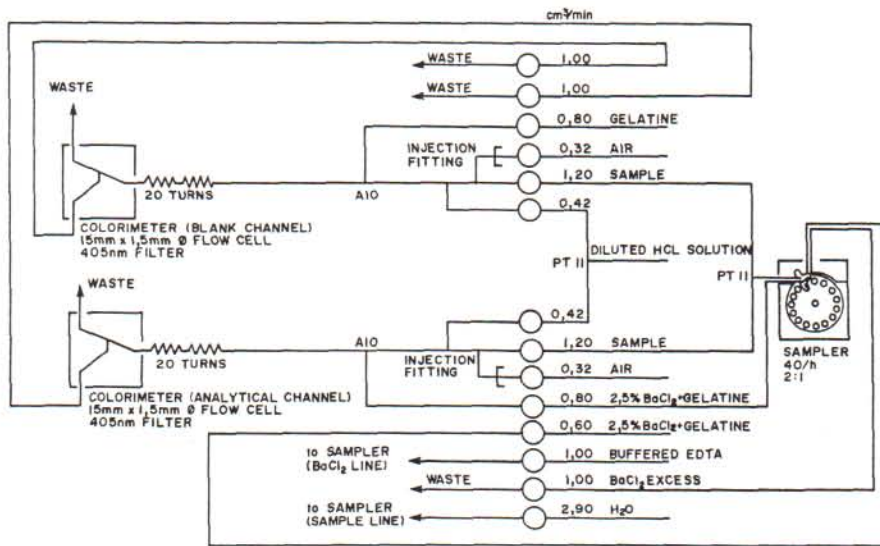 cm³/min
WASTE 1,00
WASTE 1,00
WASTE
0,80 GELATINE
INJECTION FITTING 0,32 AIR
1,20 SAMPLE
20 TURNS
A10
0,42
COLORIMETER (BLANK CHANNEL)
15mm x 1,5mm Ø FLOW CELL
405nm FILTER
PT II
DILUTED HCL SOLUTION
PT II
WASTE
0,42
A10
1,20 SAMPLE
20 TURNS
INJECTION FITTING 0,32 AIR
SAMPLER
40/h
2:1
COLORIMETER (ANALYTICAL CHANNEL)
15mm x 1,5mm Ø FLOW CELL
405nm FILTER
0,80 2,5% BaCl₂+GELATINE
0,60 2,5% BaCl₂+GELATINE
to SAMPLER
(BaCl₂ LINE)
1,00 BUFFERED EDTA
WASTE 1,00 BaCl₂ EXCESS
to SAMPLER
(SAMPLE LINE)
2,90 H₂O